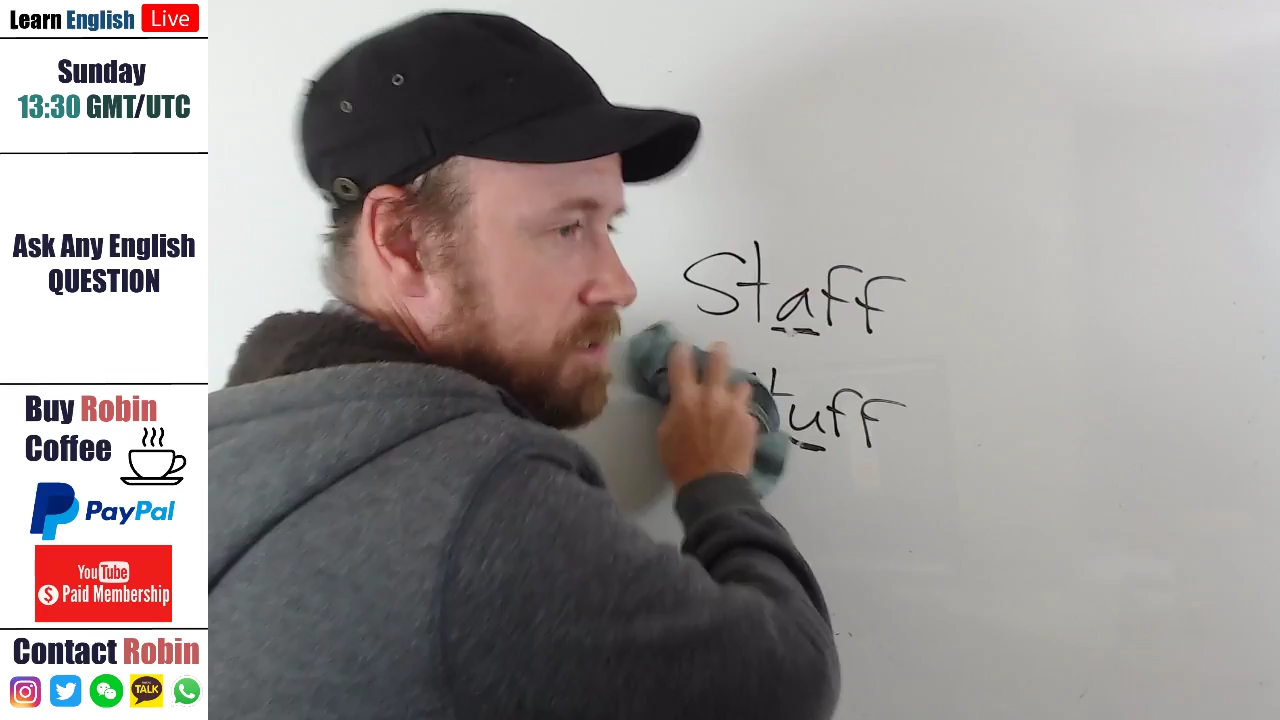 Learn English Live
Sunday
13:30 GMT/UTC
Ask Any English
QUESTION
Buy Robin
Coffee
PayPal
YouTube
$ Paid Membership
Contact Robin
TALK
Staff